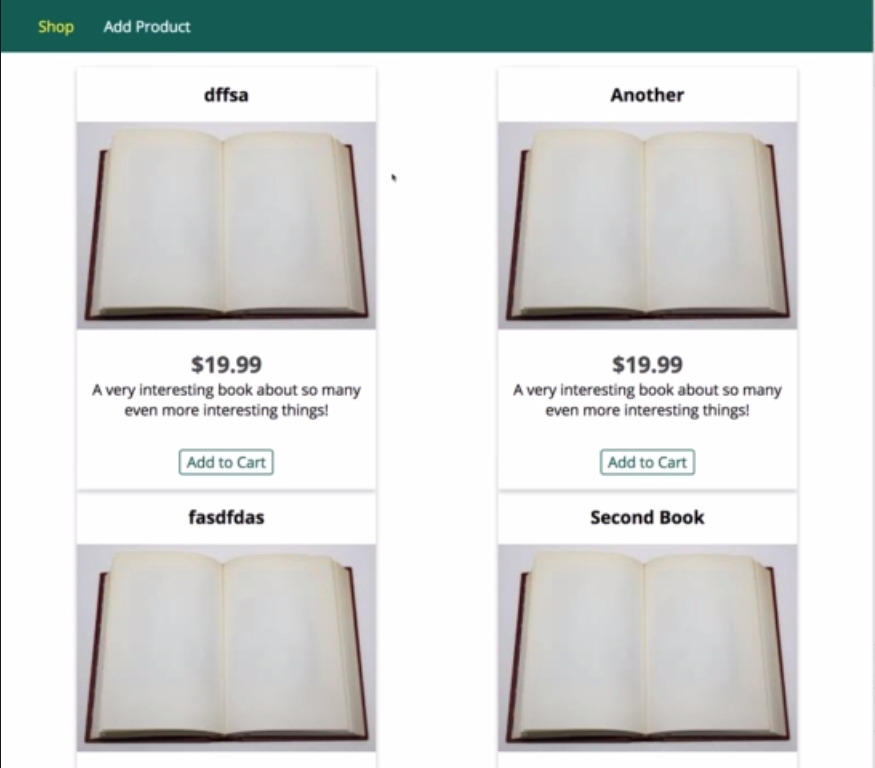 Shop Add Product
dffsa
$19.99
A very interesting book about so many
even more interesting things!
Add to Cart
Another
$19.99
A very interesting book about so many
even more interesting things!
Add to Cart
fasdfdas
Second Book